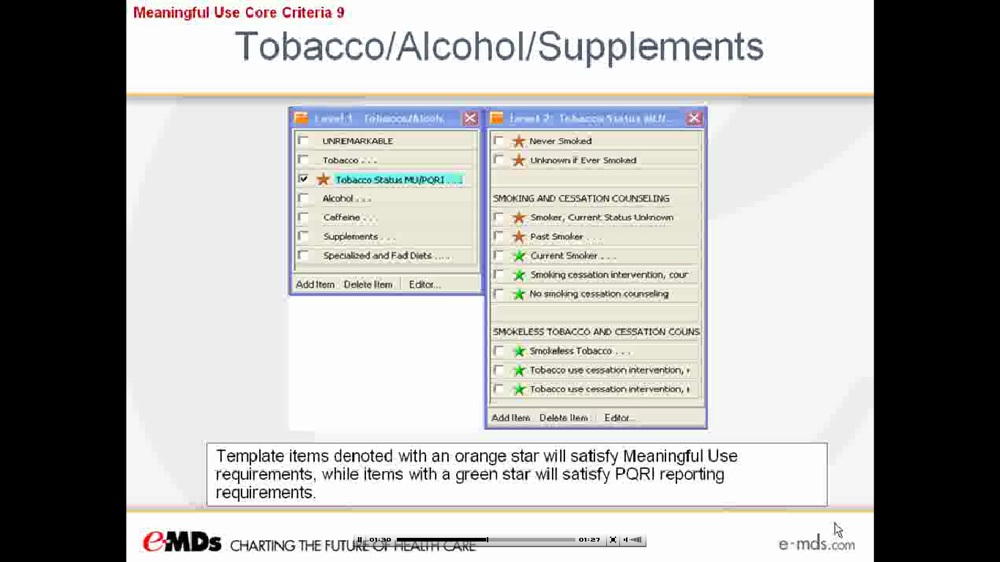 Meaningful Use Core Criteria 9
Tobacco/Alcohol/Supplements
Level 1: Tobacco/Alcoh...
UNREMARKABLE
Tobacco . . .
Tobacco Status MU/PQRI . . . .
Alcohol . . .
Caffeine . . .
Supplements . . .
Specialized and Fad Diets . . . . .
Add Item Delete Item Editor...
Level 2: Tobacco Status MU/...
Never Smoked
Unknown if Ever Smoked
SMOKING AND CESSATION COUNSELING
Smoker, Current Status Unknown
Past Smoker . . .
Current Smoker . . .
Smoking cessation intervention, cour
No smoking cessation counseling
SMOKELESS TOBACCO AND CESSATION COUNS
Smokeless Tobacco . . .
Tobacco use cessation intervention,
Tobacco use cessation intervention,
Add Item Delete Item Editor...
Template items denoted with an orange star will satisfy Meaningful Use
requirements, while items with a green star will satisfy PQRI reporting
requirements.
e-MDs CHARTING THE FUTURE OF HEALTH CARE
01:30 01:27
e-mds.com